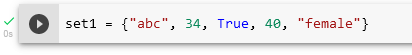 set1 = {"abc", 34, True, 40, "female"}
0s